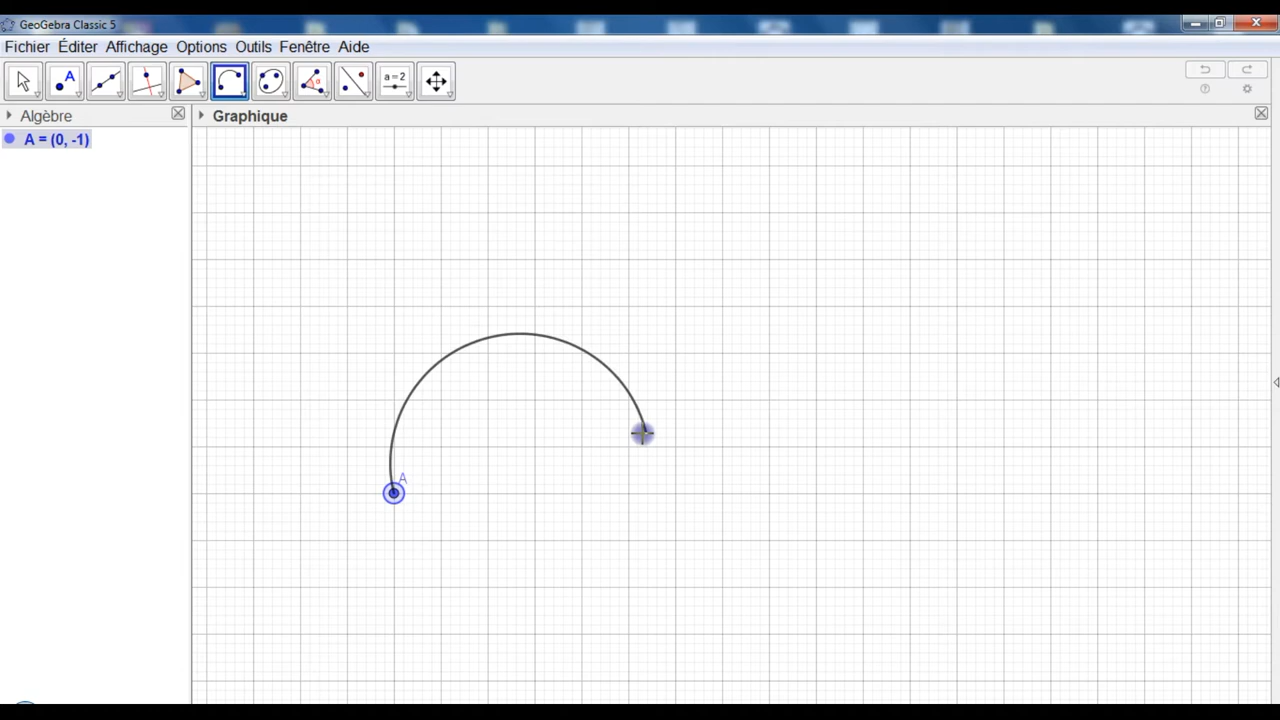 GeoGebra Classic 5
Fichier Éditer Affichage Options Outils Fenêtre Aide
A
α
a = 2
Algèbre
Graphique
A = (0, -1)
A